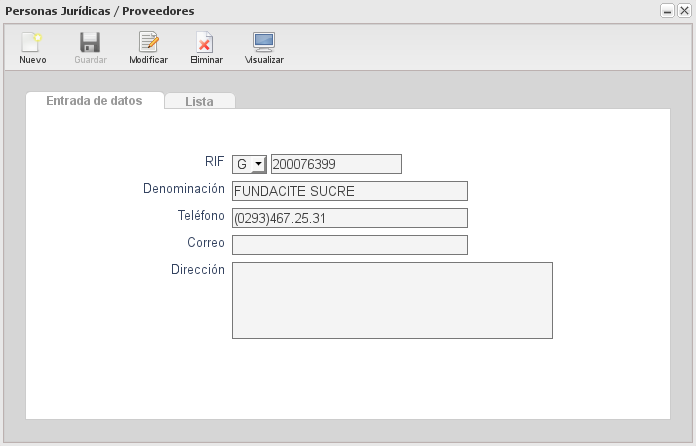 Personas Jurídicas / Proveedores
Nuevo Guardar Modificar Eliminar Visualizar
Entrada de datos Lista
RIF G 200076399
Denominación FUNDACITE SUCRE
Teléfono (0293)467.25.31
Correo
Dirección